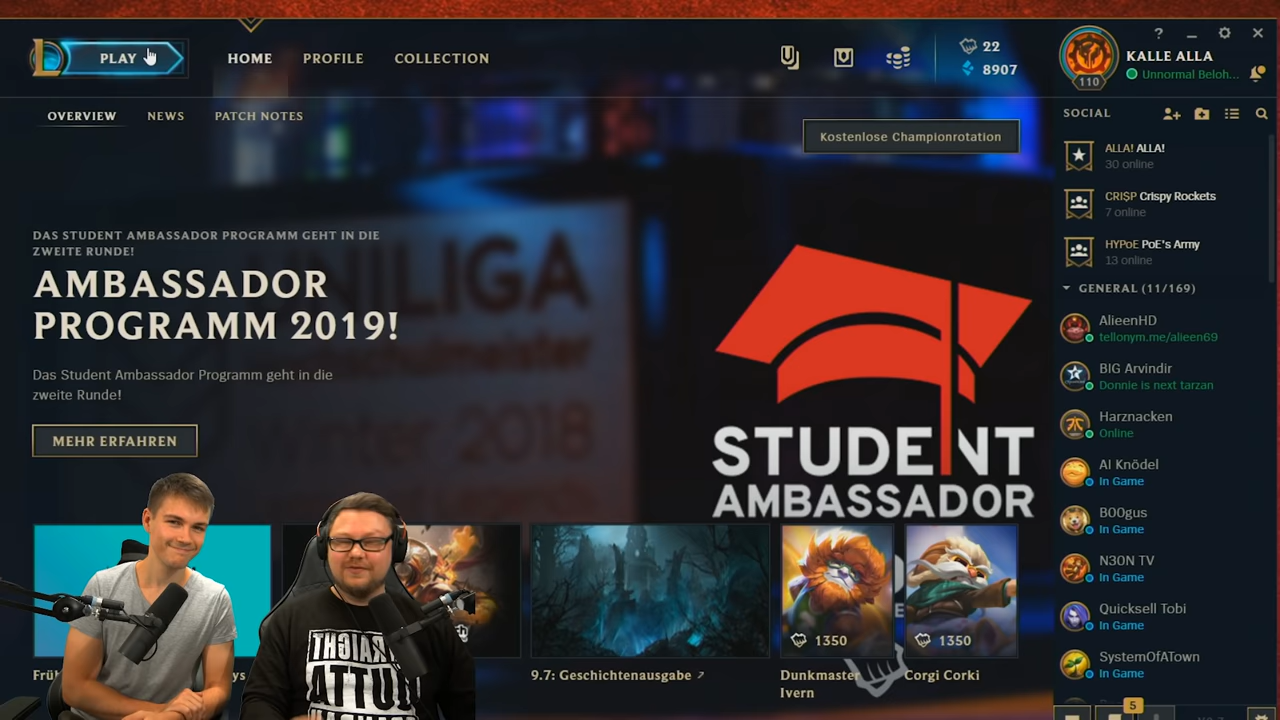 PLAY
HOME
PROFILE
COLLECTION
22
8907
110
KALLE ALLA
Unnormal Beloh...
OVERVIEW
NEWS
PATCH NOTES
Kostenlose Championrotation
SOCIAL
ALLA! ALLA!
30 online
CRI$P Crispy Rockets
7 online
HYPoE PoE's Army
13 online
GENERAL (11/169)
AlieenHD
tellonym.me/alieen69
BIG Arvindir
Donnie is next tarzan
Harznacken
Online
AI Knödel
In Game
B00gus
In Game
N30N TV
In Game
Quicksell Tobi
In Game
SystemOfATown
In Game
5
DAS STUDENT AMBASSADOR PROGRAMM GEHT IN DIE
ZWEITE RUNDE!
AMBASSADOR
PROGRAMM 2019!
Das Student Ambassador Programm geht in die
zweite Runde!
MEHR ERFAHREN
UNILIGA
Winter 2018
STUDENT
AMBASSADOR
1350
1350
9.7: Geschichtenausgabe
Dunkmaster
Ivern
Corgi Corki